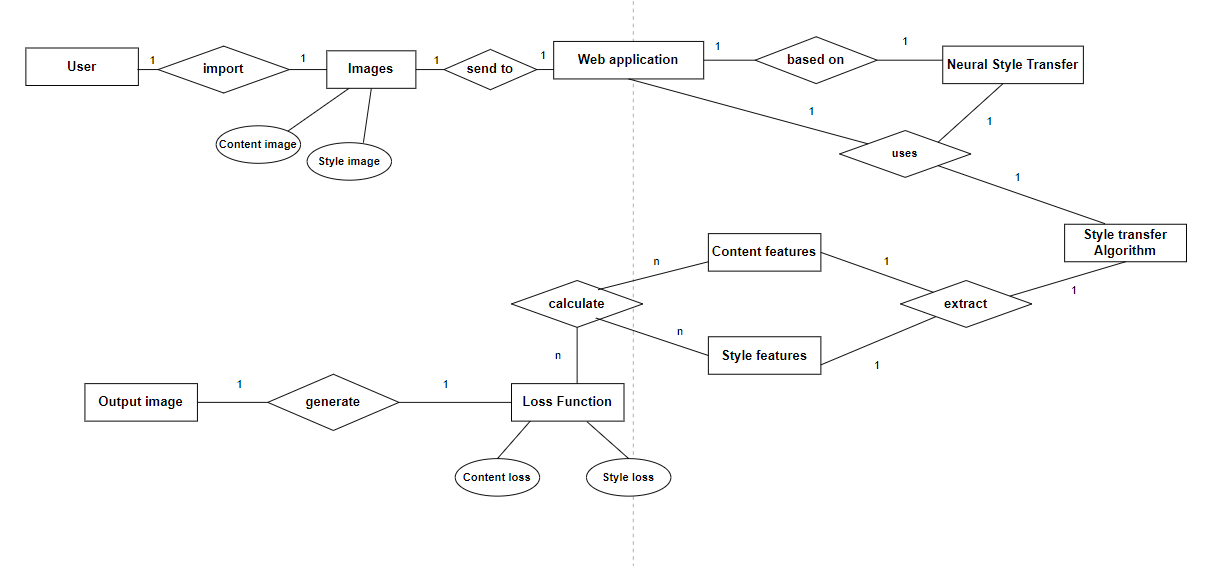 User
1
import
1
Images
1
send to
1
Web application
1
based on
1
Neural Style Transfer
Content image
Style image
1
1
uses
1
Style transfer
Algorithm
Content features
n
1
calculate
extract
1
n
Style features
n
1
Output image
1
generate
1
Loss Function
Content loss
Style loss